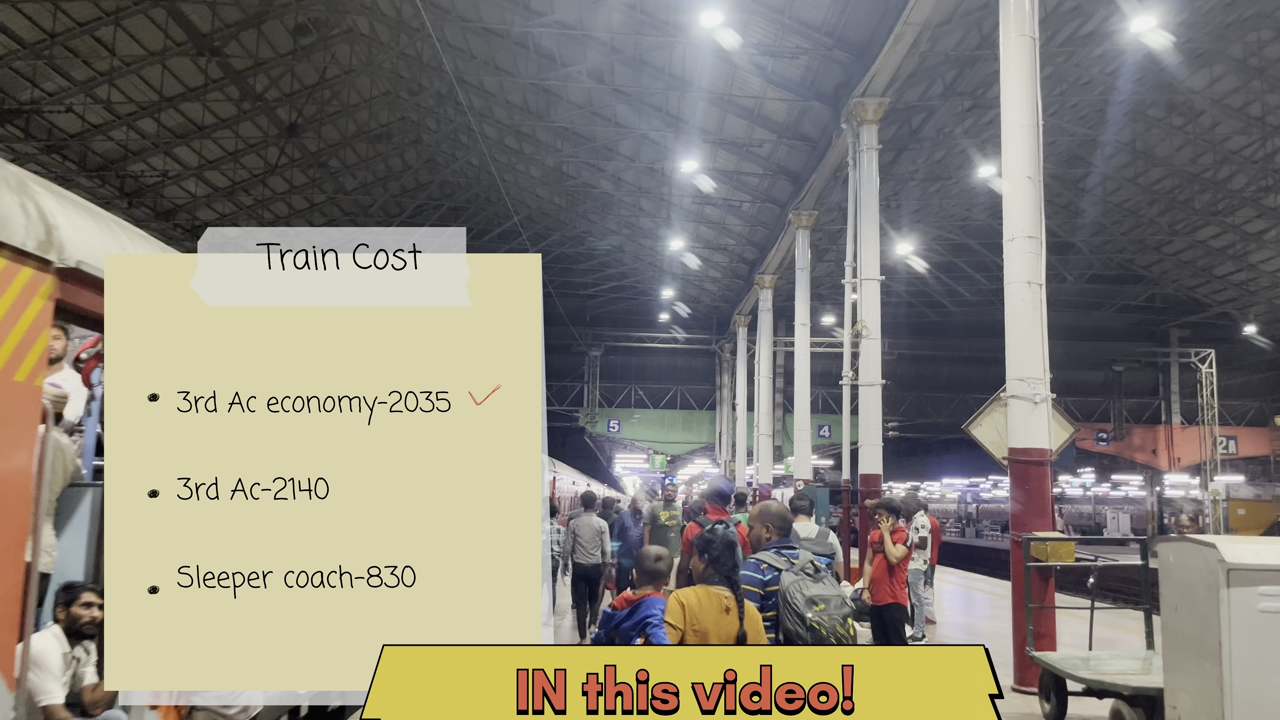 Train Cost
3rd Ac economy-2035
3rd Ac-2140
Sleeper coach-830
5
4
2A
IN this video!